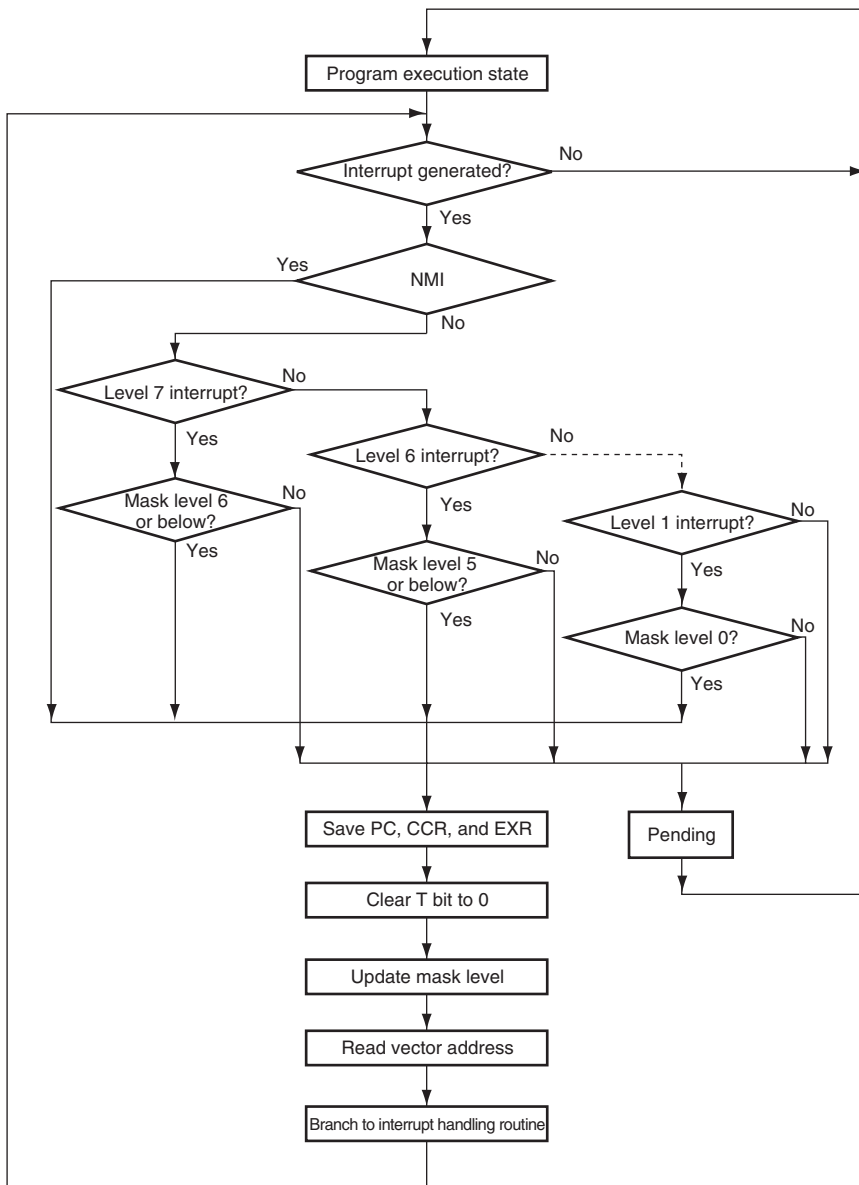 Program execution state
Interrupt generated?
No
Yes
Yes
NMI
No
Level 7 interrupt?
No
Yes
Level 6 interrupt?
No
Yes
Mask level 6
or below?
No
Yes
Level 1 interrupt?
No
Yes
Mask level 5
or below?
No
Yes
Mask level 0?
No
Yes
Save PC, CCR, and EXR
Pending
Clear T bit to 0
Update mask level
Read vector address
Branch to interrupt handling routine